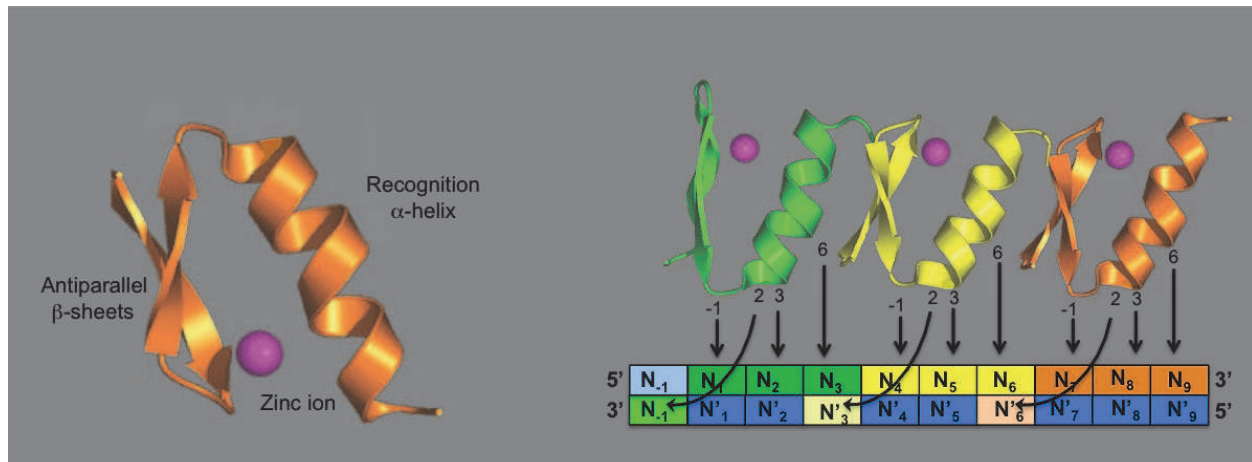 Recognition
α-helix
Antiparallel
β-sheets
Zinc ion
6 6 6
-1 2 3 -1 2 3 -1 2 3
5’ N-1 N1 N2 N3 N4 N5 N6 N7 N8 N9 3’
3’ N-1 N’1 N’2 N’3 N’4 N’5 N’6 N’7 N’8 N’9 5’